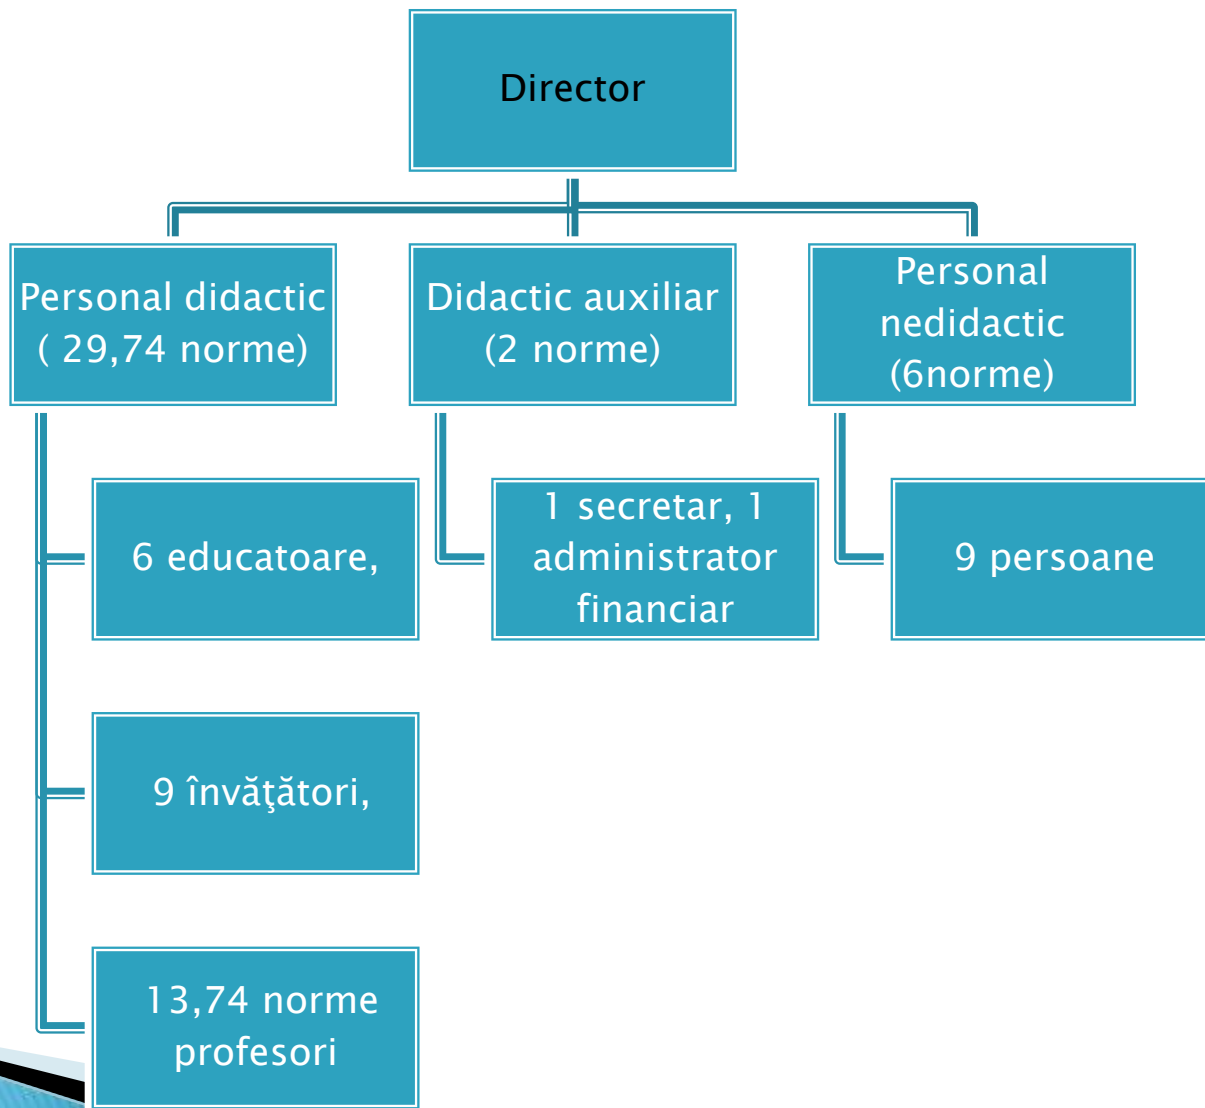 Director
Personal didactic
( 29,74 norme)
Didactic auxiliar
(2 norme)
Personal
nedidactic
(6norme)
6 educatoare,
1 secretar, 1
administrator
financiar
9 persoane
9 învăţători,
13,74 norme
profesori